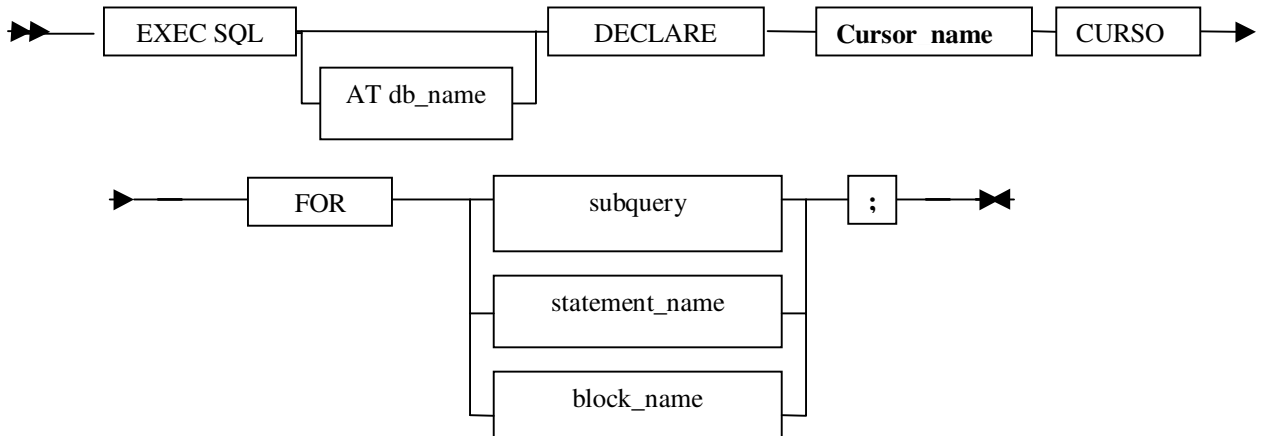 EXEC SQL DECLARE Cursor name CURSO
AT db_name
FOR subquery ;
statement_name
block_name